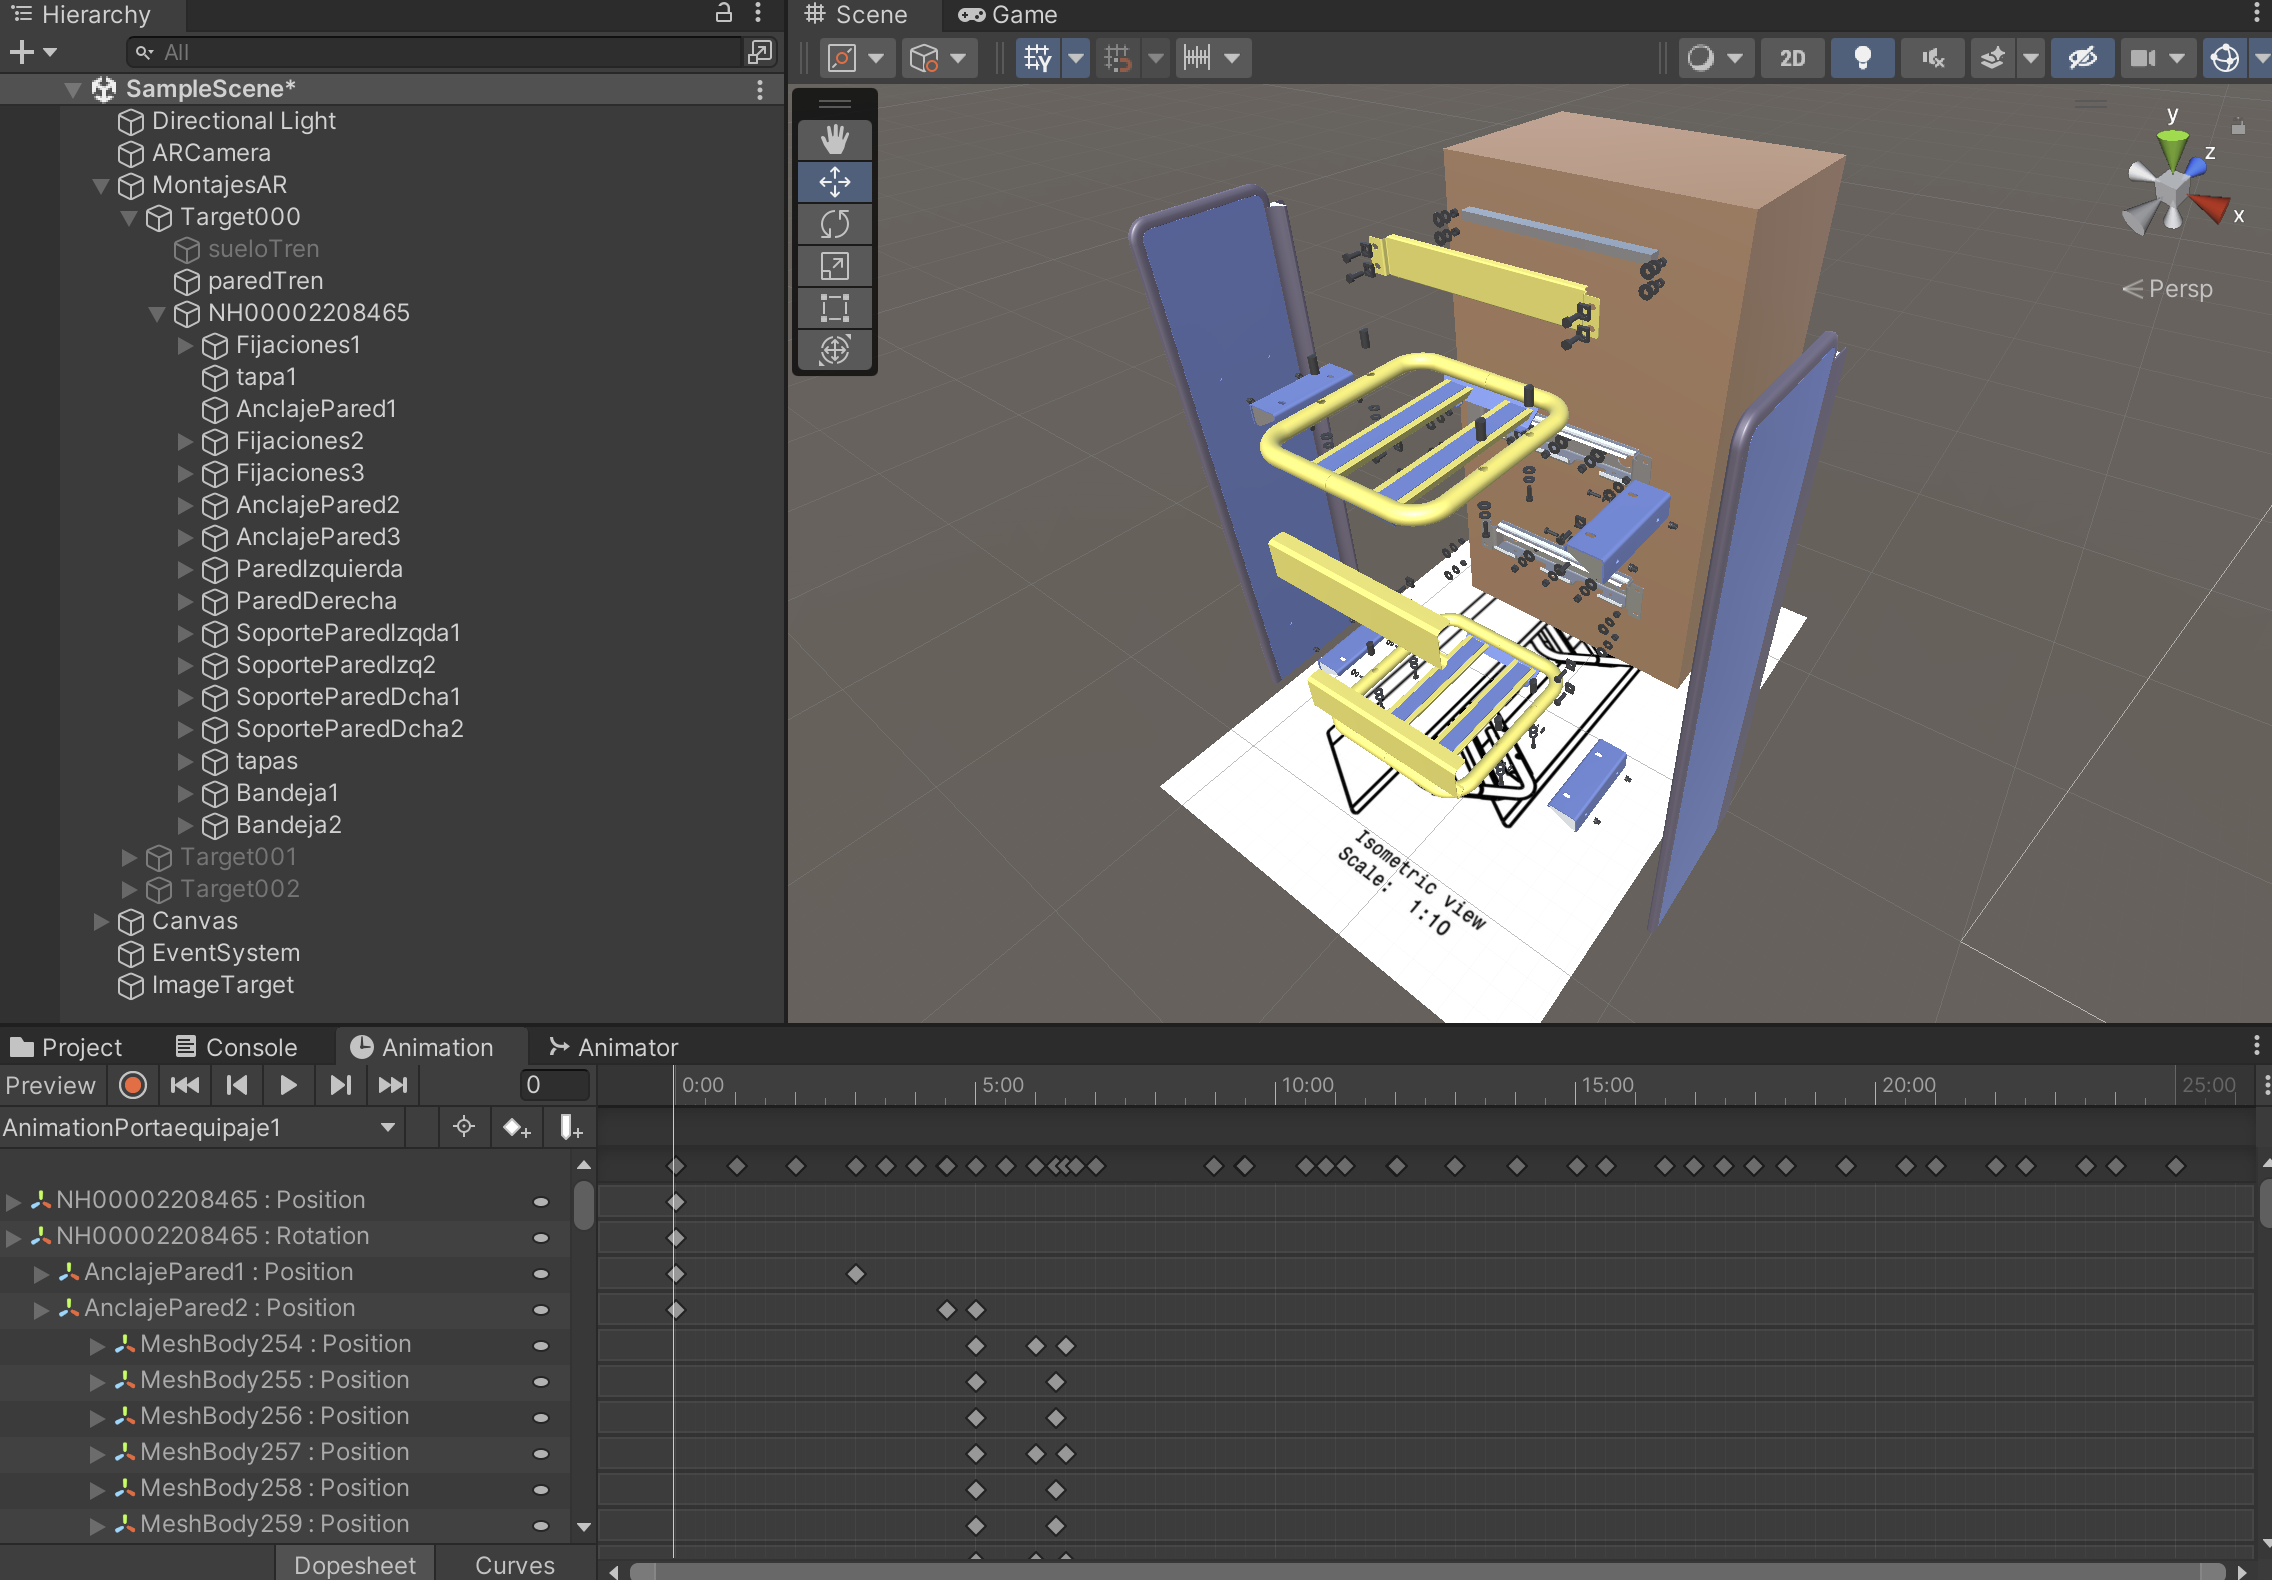 Hierarchy
All
SampleScene*
Directional Light
ARCamera
MontajesAR
Target000
sueloTren
paredTren
NH00002208465
Fijaciones1
tapa1
AnclajePared1
Fijaciones2
Fijaciones3
AnclajePared2
AnclajePared3
ParedIzquierda
ParedDerecha
SoporteParedIzqda1
SoporteParedIzq2
SoporteParedDcha1
SoporteParedDcha2
tapas
Bandeja1
Bandeja2
Target001
Target002
Canvas
EventSystem
ImageTarget
Scene
Game
2D
y
z
x
Persp
Isometric view
Scale:
1:10
Project
Console
Animation
Animator
Preview
0
0:00
5:00
10:00
15:00
20:00
25:00
AnimationPortaequipaje1
NH00002208465 : Position
NH00002208465 : Rotation
AnclajePared1 : Position
AnclajePared2 : Position
MeshBody254 : Position
MeshBody255 : Position
MeshBody256 : Position
MeshBody257 : Position
MeshBody258 : Position
MeshBody259 : Position
Dopesheet
Curves